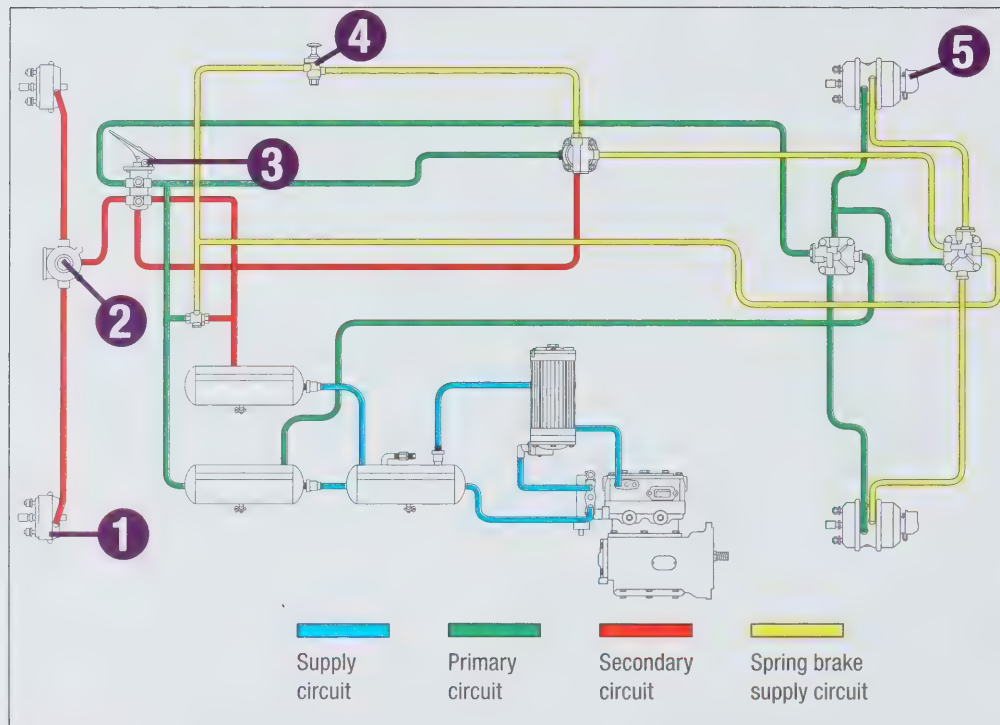 4
5
3
2
1
Supply
circuit
Primary
circuit
Secondary
circuit
Spring brake
supply circuit